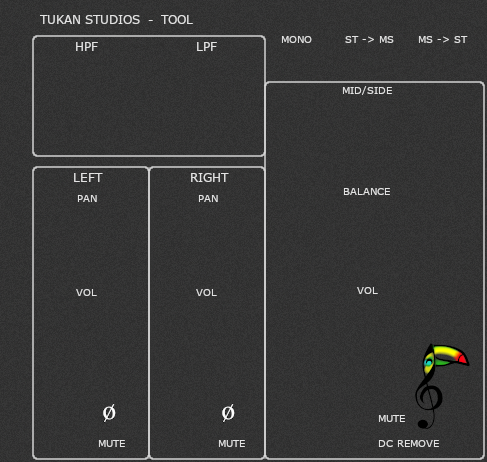 TUKAN STUDIOS - TOOL
MONO ST -> MS MS -> ST
HPF LPF
MID/SIDE
LEFT RIGHT
PAN PAN
BALANCE
VOL VOL
VOL
Ø Ø
MUTE
MUTE MUTE
DC REMOVE